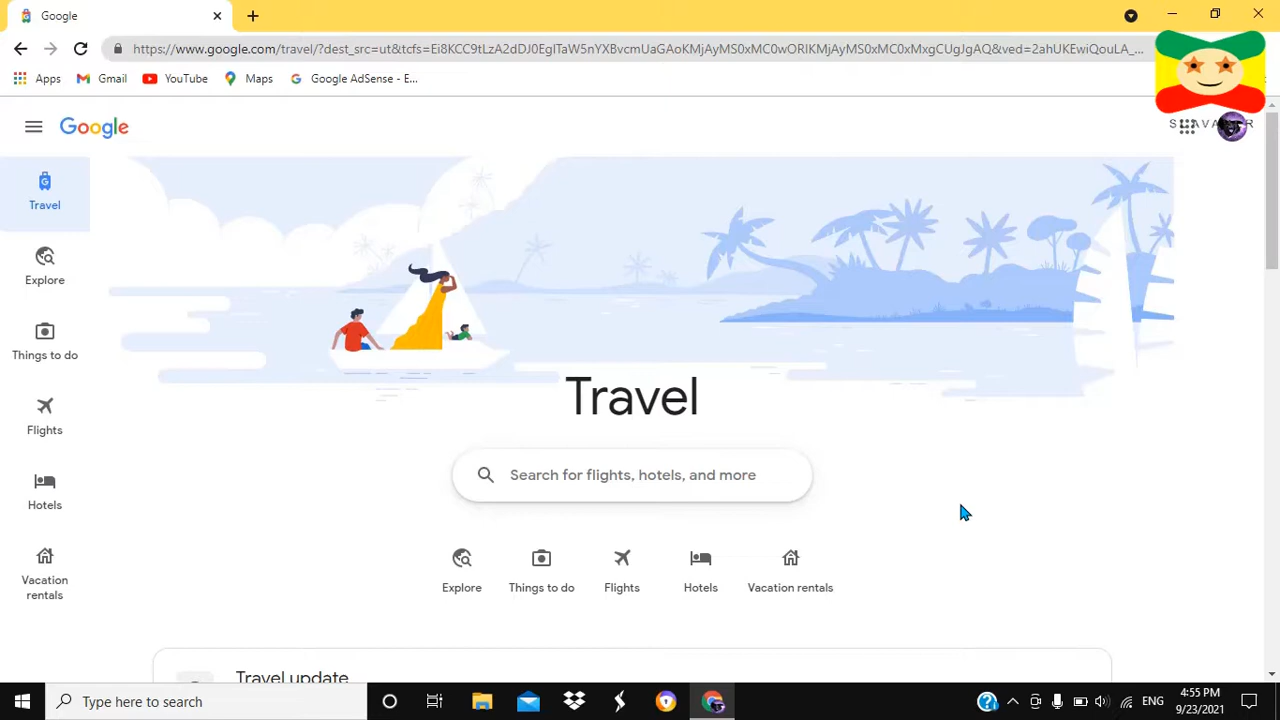 Google
https://www.google.com/travel/?dest_src=ut&tcfs=Ei8KCC9tLzA2dDJ0EglTaW5nYXBvcmUaGAoKMjAyMS0xMC0wORIKMjAyMS0xMC0xMxgCUgJgAQ&ved=2ahUKEwiQouLA_...
Apps
Gmail
YouTube
Maps
Google AdSense - E...
Google
Travel
Explore
Things to do
Flights
Hotels
Vacation
rentals
Travel
Search for flights, hotels, and more
Explore
Things to do
Flights
Hotels
Vacation rentals
Travel update
Type here to search
ENG
4:55 PM
9/23/2021